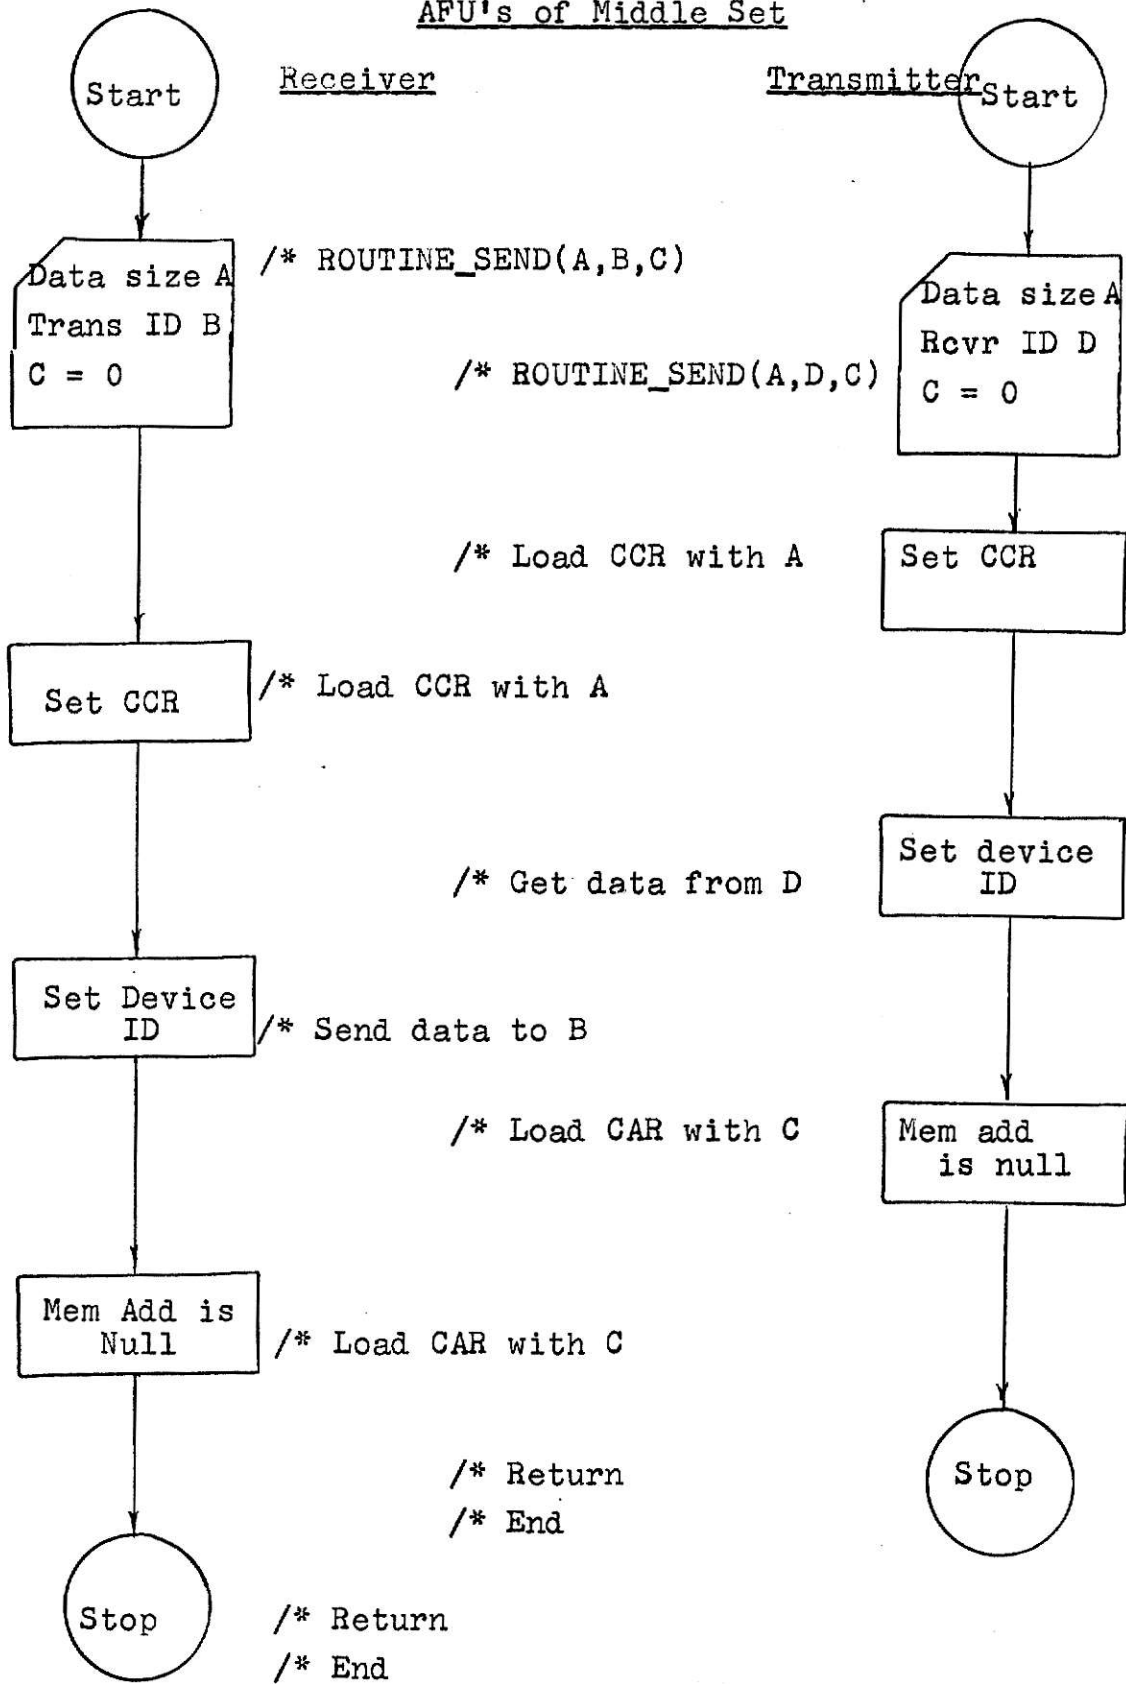 AFU's of Middle Set
Receiver
Start
/* ROUTINE_SEND(A,B,C)
Data size A
Trans ID B
C = 0
Set CCR
/* Load CCR with A
Set Device
ID
/* Send data to B
Mem Add is
Null
/* Load CAR with C
Stop
/* Return
/* End
Transmitter
Start
Data size A
Rcvr ID D
C = 0
/* ROUTINE_SEND(A,D,C)
/* Load CCR with A
Set CCR
Set device
ID
/* Get data from D
/* Load CAR with C
Mem add
is null
Stop
/* Return
/* End